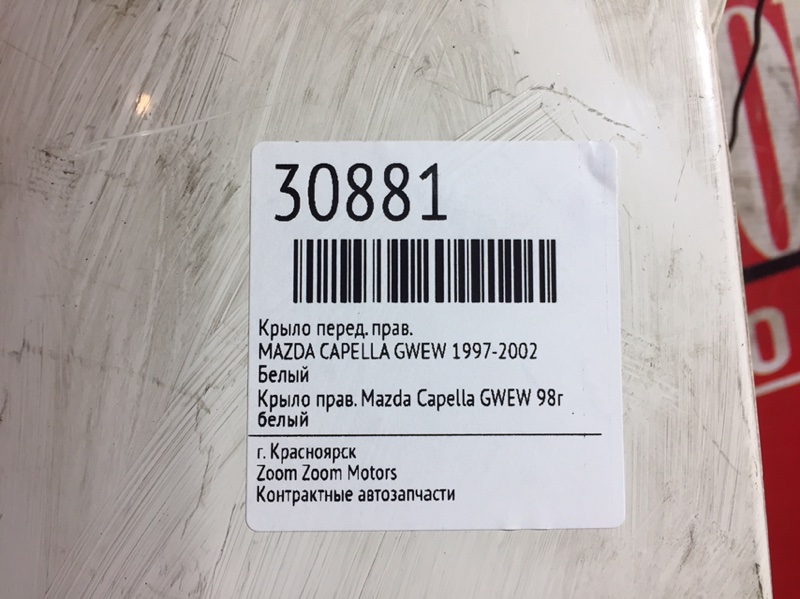 30881
Крыло перед. прав.
MAZDA CAPELLA GWEW 1997-2002
Белый
Крыло прав. Mazda Capella GWEW 98г
белый
г. Красноярск
Zoom Zoom Motors
Контрактные автозапчасти